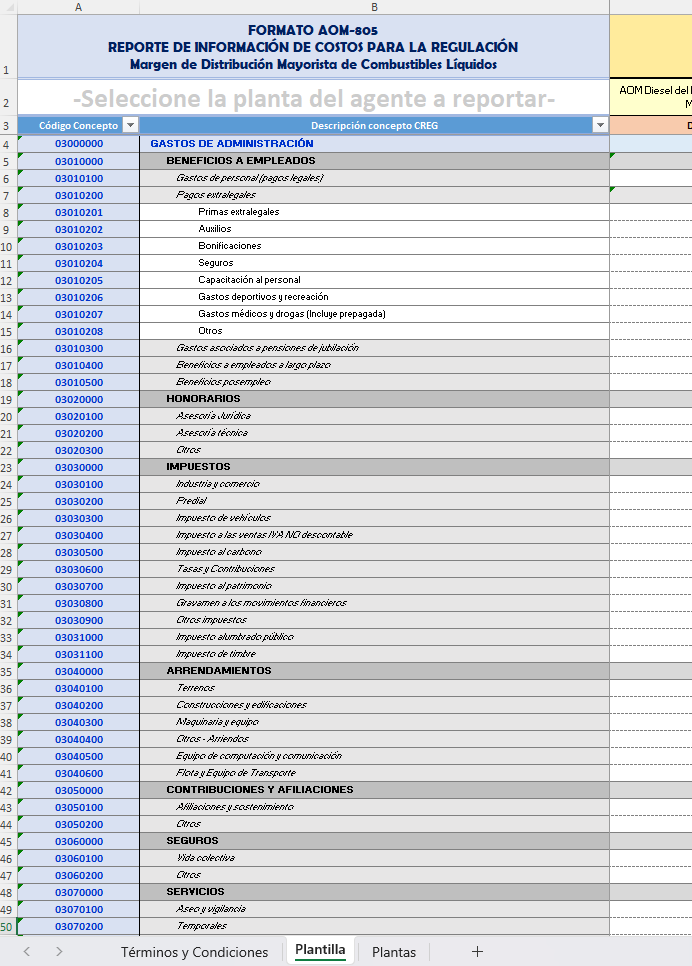 A B
1 FORMATO AOM-805
REPORTE DE INFORMACIÓN DE COSTOS PARA LA REGULACIÓN
Margen de Distribución Mayorista de Combustibles Líquidos
2 -Seleccione la planta del agente a reportar- AOM Diesel del
M
3 Código Concepto Descripción concepto CREG
4 03000000 GASTOS DE ADMINISTRACIÓN
5 03010000 BENEFICIOS A EMPLEADOS
6 03010100 Gastos de personal (pagos legales)
7 03010200 Pagos extralegales
8 03010201 Primas extralegales
9 03010202 Auxilios
10 03010203 Bonificaciones
11 03010204 Seguros
12 03010205 Capacitación al personal
13 03010206 Gastos deportivos y recreación
14 03010207 Gastos médicos y drogas (Incluye prepagada)
15 03010208 Otros
16 03010300 Gastos asociados a pensiones de jubilación
17 03010400 Beneficios a empleados a largo plazo
18 03010500 Beneficios posempleo
19 03020000 HONORARIOS
20 03020100 Asesoría Jurídica
21 03020200 Asesoría técnica
22 03020300 Otros
23 03030000 IMPUESTOS
24 03030100 Industria y comercio
25 03030200 Predial
26 03030300 Impuesto de vehículos
27 03030400 Impuesto a las ventas IVA NO descontable
28 03030500 Impuesto al carbono
29 03030600 Tasas y Contribuciones
30 03030700 Impuesto al patrimonio
31 03030800 Gravamen a los movimientos financieros
32 03030900 Otros impuestos
33 03031000 Impuesto alumbrado público
34 03031100 Impuesto de timbre
35 03040000 ARRENDAMIENTOS
36 03040100 Terrenos
37 03040200 Construcciones y edificaciones
38 03040300 Maquinaria y equipo
39 03040400 Otros - Arriendos
40 03040500 Equipo de computación y comunicación
41 03040600 Flota y Equipo de Transporte
42 03050000 CONTRIBUCIONES Y AFILIACIONES
43 03050100 Afiliaciones y sostenimiento
44 03050200 Otros
45 03060000 SEGUROS
46 03060100 Vida colectiva
47 03060200 Otros
48 03070000 SERVICIOS
49 03070100 Aseo y vigilancia
50 03070200 Temporales
Términos y Condiciones Plantilla Plantas